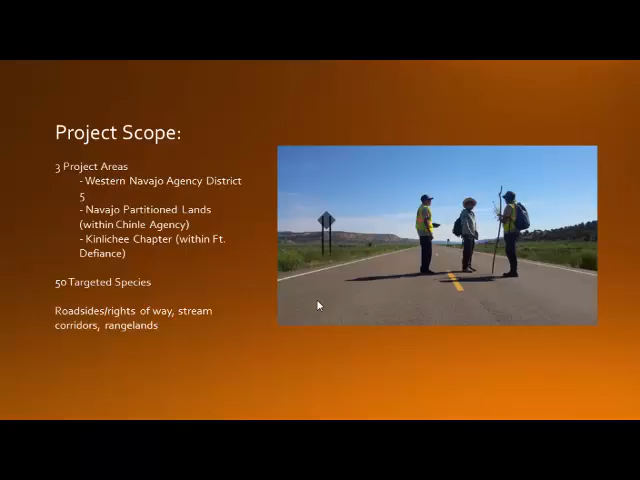 Project Scope:
3 Project Areas
- Western Navajo Agency District
5
- Navajo Partitioned Lands
(within Chinle Agency)
- Kinlichee Chapter (within Ft.
Defiance)
50 Targeted Species
Roadsides/rights of way, stream
corridors, rangelands